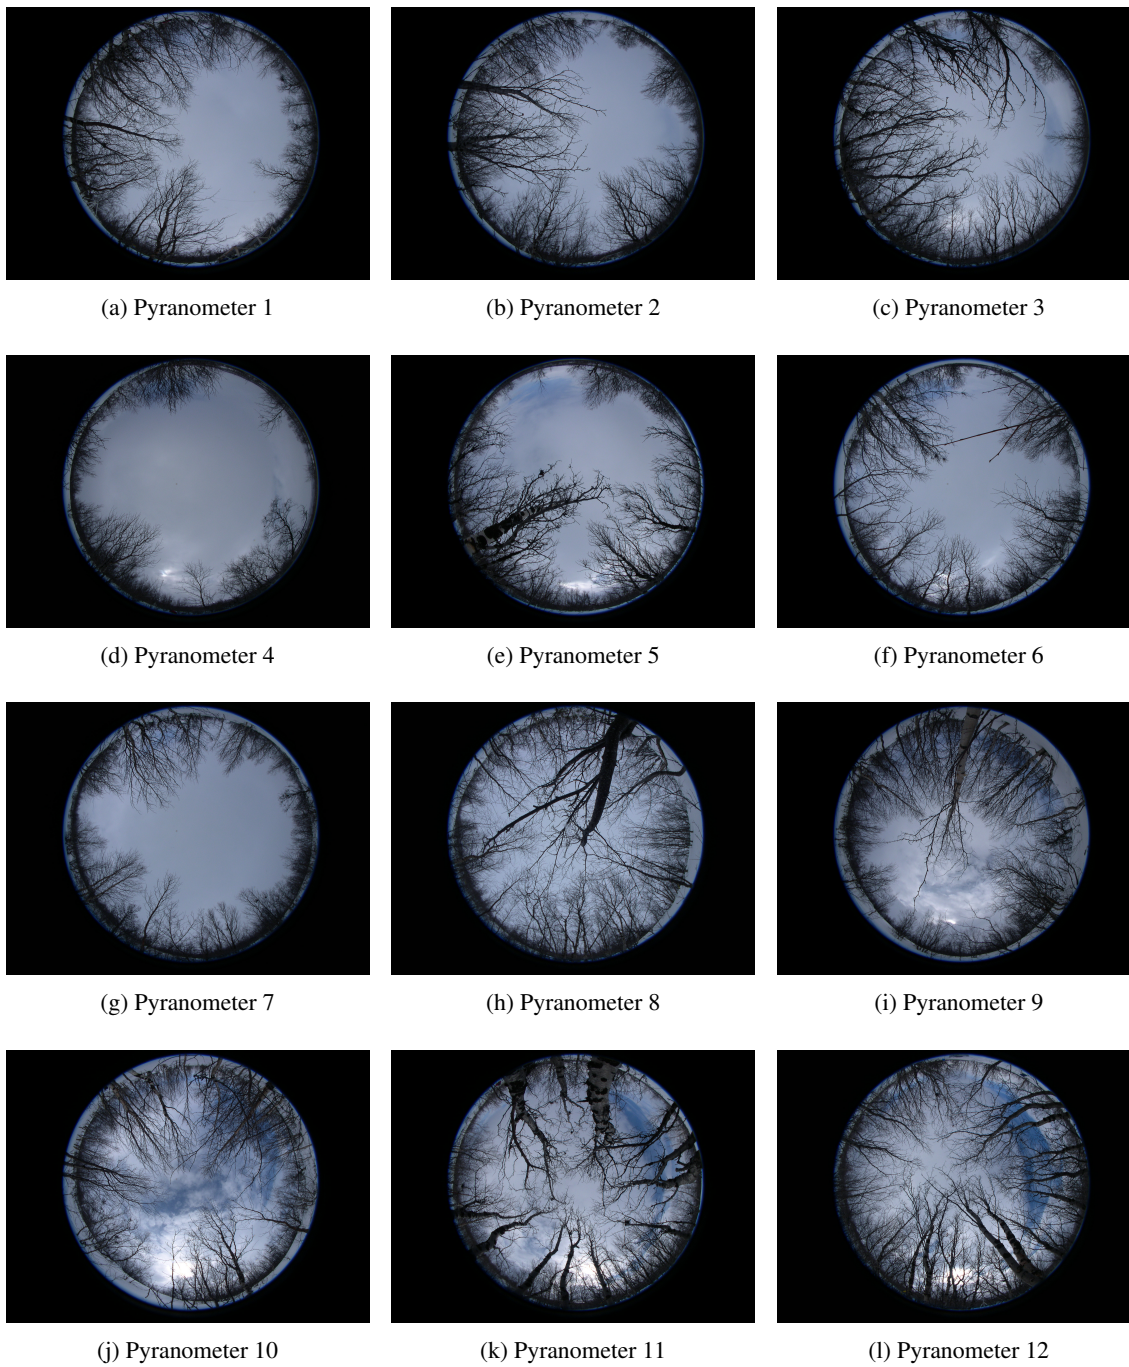 (a) Pyranometer 1
(b) Pyranometer 2
(c) Pyranometer 3
(d) Pyranometer 4
(e) Pyranometer 5
(f) Pyranometer 6
(g) Pyranometer 7
(h) Pyranometer 8
(i) Pyranometer 9
(j) Pyranometer 10
(k) Pyranometer 11
(l) Pyranometer 12